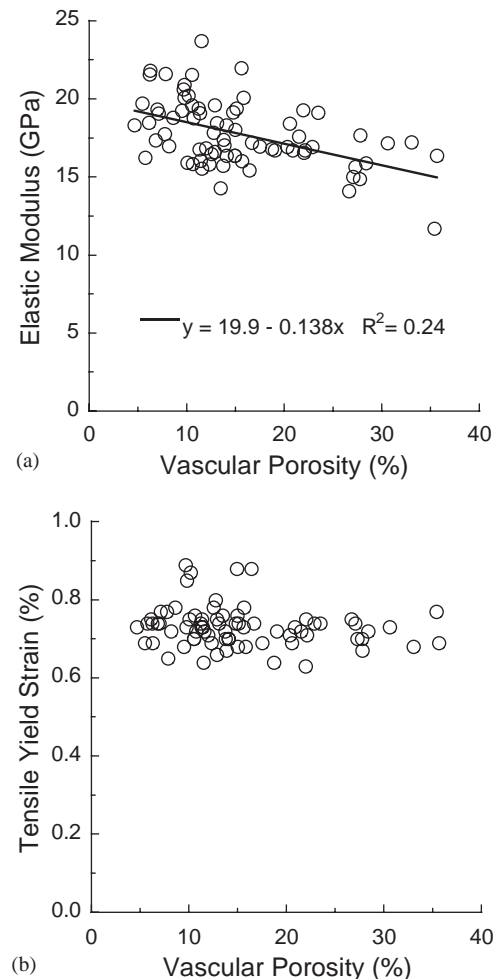 25
20
15
10
5
0
Elastic Modulus (GPa)
y = 19.9 - 0.138x R² = 0.24
0 10 20 30 40
(a) Vascular Porosity (%)
1.0
0.8
0.6
0.4
0.2
0.0
Tensile Yield Strain (%)
0 10 20 30 40
(b) Vascular Porosity (%)